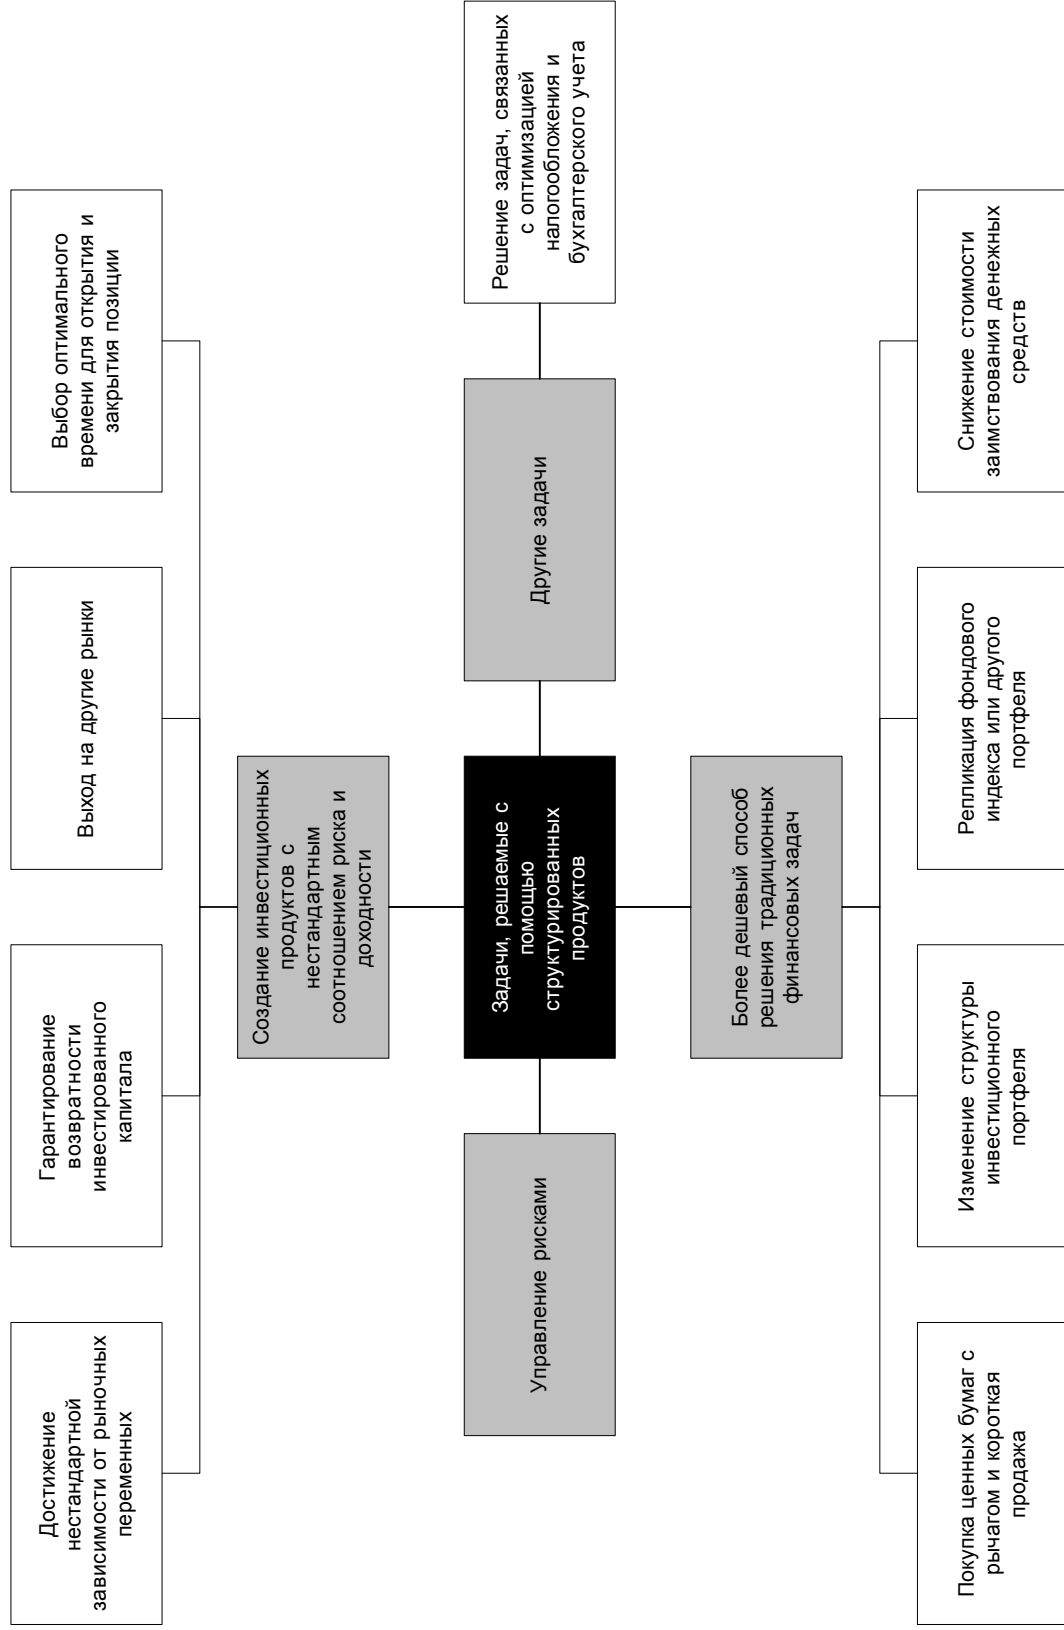 Достижение
нестандартной
зависимости от рыночных
переменных
Гарантирование
возвратности
инвестированного
капитала
Выход на другие рынки
Выбор оптимального
времени для открытия и
закрытия позиции
Создание инвестиционных
продуктов с
нестандартным
соотношением риска и
доходности
Управление рисками
Задачи, решаемые с
помощью
структурированных
продуктов
Другие задачи
Решение задач, связанных
с оптимизацией
налогообложения и
бухгалтерского учета
Более дешевый способ
решения традиционных
финансовых задач
Покупка ценных бумаг с
рычагом и короткая
продажа
Изменение структуры
инвестиционного
портфеля
Репликация фондового
индекса или другого
портфеля
Снижение стоимости
заимствования денежных
средств